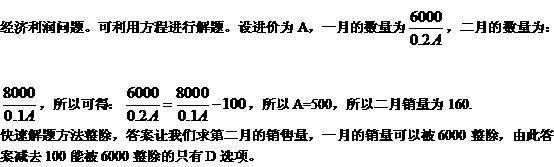 经济利润问题。可利用方程进行解题。设进价为 A，一月的数量为 6000/0.2A ，二月的数量为：
8000/0.1A ，所以可得：6000/0.2A = 8000/0.1A −100，所以 A=500，所以二月销量为 160.
快速解题方法整除，答案让我们求第二月的销售量，一月的销量可以被 6000 整除，由此答
案减去 100 能被 6000 整除的只有 D 选项。